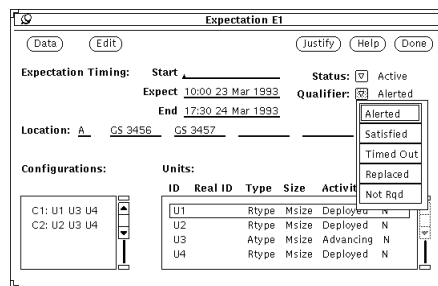 Expectation E1
Data Edit Justify Help Done
Expectation Timing: Start Status: Active
Expect 10:00 23 Mar 1993 Qualifier: Alerted
End 17:30 24 Mar 1993
Alerted
Location: A GS 3456 GS 3457
Satisfied
Timed Out
Configurations: Units:
Replaced
ID Real ID Type Size Activit
Not Rqd
C1: U1 U3 U4
C2: U2 U3 U4
U1 Rtype Msize Deployed N
U2 Rtype Msize Deployed N
U3 Atype Msize Advancing N
U4 Rtype Msize Deployed N